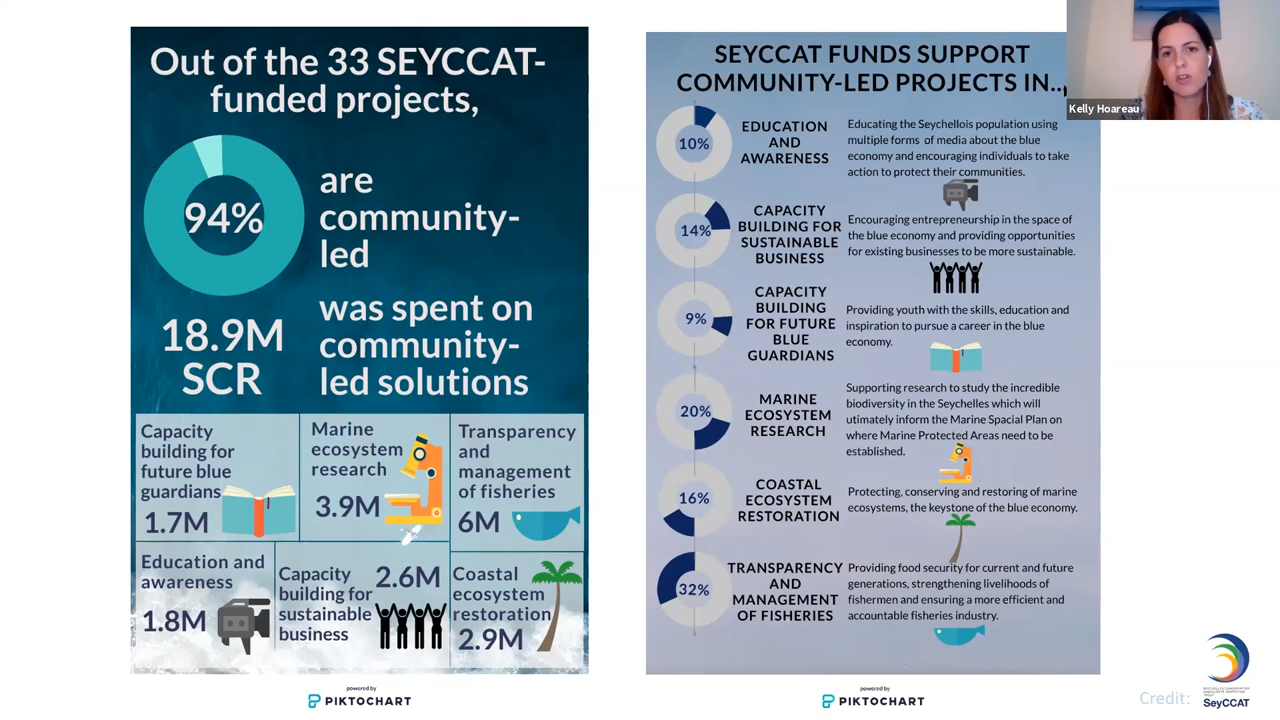 Out of the 33 SEYCCAT-
funded projects,
94%
are
community-
led
18.9M
SCR
was spent on
community-
led solutions
Capacity
building for
future blue
guardians
1.7M
Marine
ecosystem
research
3.9M
Transparency
and
management
of fisheries
6M
Education and
awareness
1.8M
Capacity
building for
sustainable
business
2.6M
Coastal
ecosystem
restoration
2.9M
powered by
PIKTOCHART
SEYCCAT FUNDS SUPPORT
COMMUNITY-LED PROJECTS IN...
10%
EDUCATION
AND
AWARENESS
Educating the Seychellois population using
multiple forms of media about the blue
economy and encouraging individuals to take
action to protect their communities.
14%
CAPACITY
BUILDING FOR
SUSTAINABLE
BUSINESS
Encouraging entrepreneurship in the space of
the blue economy and providing opportunities
for existing businesses to be more sustainable.
9%
CAPACITY
BUILDING
FOR FUTURE
BLUE
GUARDIANS
Providing youth with the skills, education and
inspiration to pursue a career in the blue
economy.
20%
MARINE
ECOSYSTEM
RESEARCH
Supporting research to study the incredible
biodiversity in the Seychelles which will
utimately inform the Marine Spacial Plan on
where Marine Protected Areas need to be
established.
16%
COASTAL
ECOSYSTEM
RESTORATION
Protecting, conserving and restoring of marine
ecosystems, the keystone of the blue economy.
32%
TRANSPARENCY
AND
MANAGEMENT
OF FISHERIES
Providing food security for current and future
generations, strengthening livelihoods of
fishermen and ensuring a more efficient and
accountable fisheries industry.
powered by
PIKTOCHART
Kelly Hoareau
Credit:
SeyCCAT